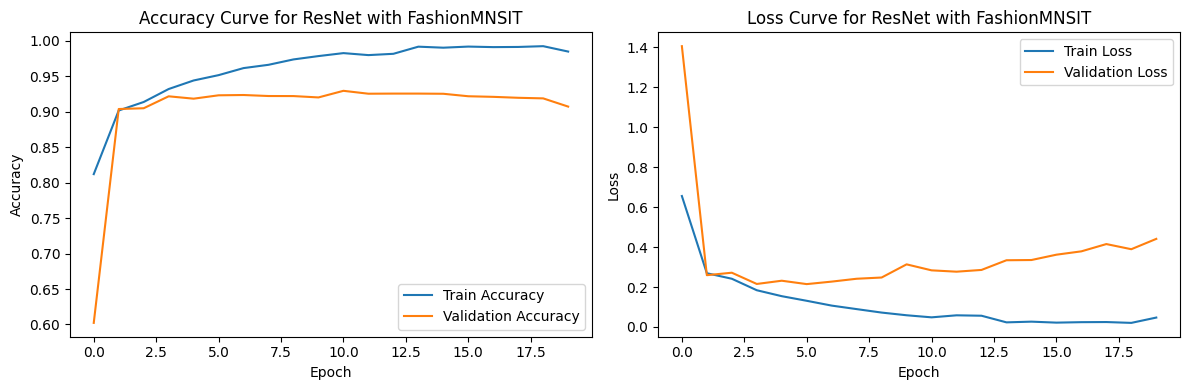 Accuracy Curve for ResNet with FashionMNSIT
1.00
0.95
0.90
0.85
0.80
0.75
0.70
0.65
0.60
Accuracy
Train Accuracy
Validation Accuracy
0.0 2.5 5.0 7.5 10.0 12.5 15.0 17.5
Epoch
Loss Curve for ResNet with FashionMNSIT
1.4
1.2
1.0
0.8
0.6
0.4
0.2
0.0
Loss
Train Loss
Validation Loss
0.0 2.5 5.0 7.5 10.0 12.5 15.0 17.5
Epoch